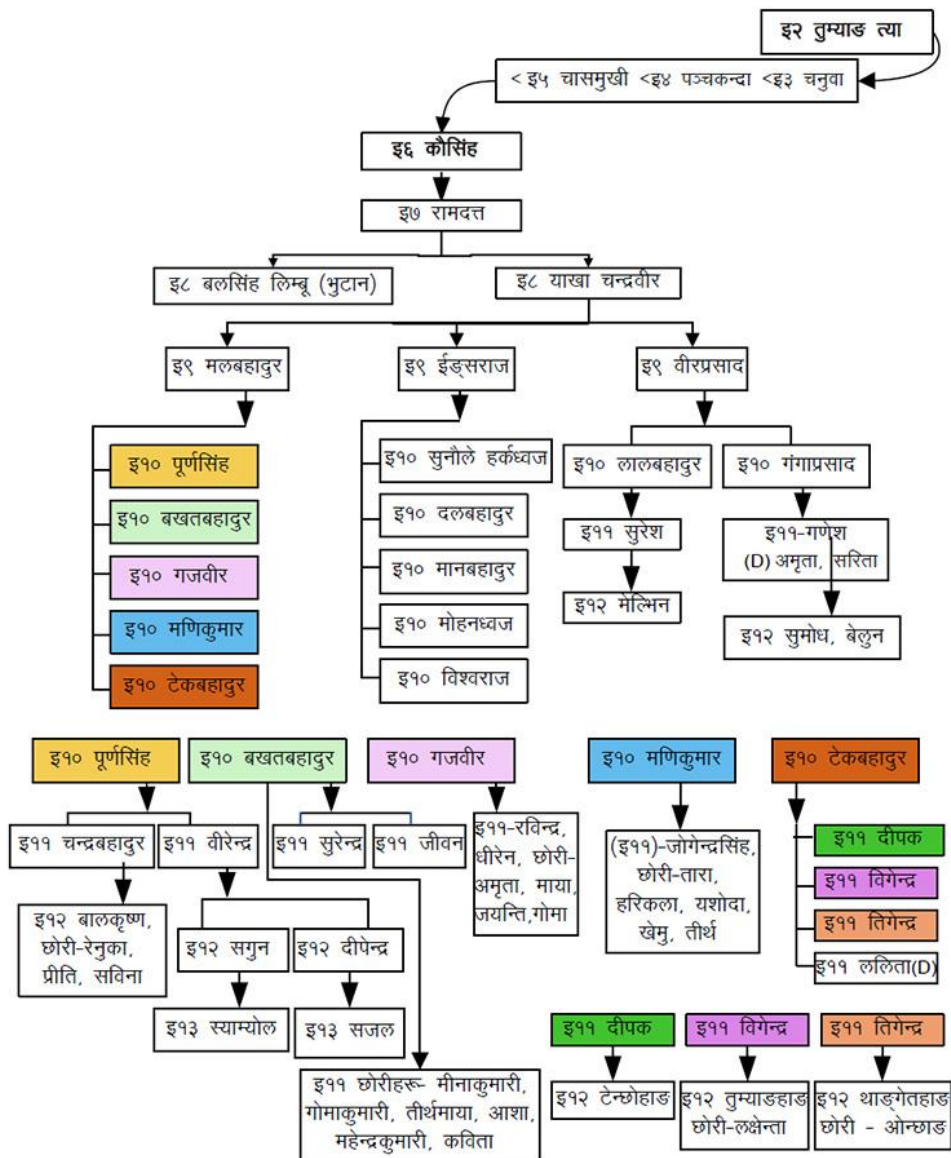 इ२ तुम्याङ त्या
< इ५ चासमुखी <इ४ पञ्चकन्दा <इ३ चनुवा
इ६ कौसिंह
इ७ रामदत्त
इ८ बलसिंह लिम्बू (भुटान)
इ८ याखा चन्द्रवीर
इ९ मलबहादुर
इ९ ईङ्सराज
इ९ वीरप्रसाद
इ१० पूर्णसिंह
इ१० बखतबहादुर
इ१० गजवीर
इ१० मणिकुमार
इ१० टेकबहादुर
इ१० सुनौले हर्कध्वज
इ१० दलबहादुर
इ१० मानबहादुर
इ१० मोहनध्वज
इ१० विश्वराज
इ१० लालबहादुर
इ११ सुरेश
इ१२ मेल्भिन
इ१० गंगाप्रसाद
इ११-गणेश
(D) अमृता, सरिता
इ१२ सुमोध, बेलुन
इ१० पूर्णसिंह
इ१० बखतबहादुर
इ१० गजवीर
इ१० मणिकुमार
इ१० टेकबहादुर
इ११ चन्द्रबहादुर
इ११ वीरेन्द्र
इ११ सुरेन्द्र
इ११ जीवन
इ११-रविन्द्र,
धीरेन, छोरी-
अमृता, माया,
जयन्ति,गोमा
(इ११)-जोगेन्द्रसिंह,
छोरी-तारा,
हरिकला, यशोदा,
खेमु, तीर्थ
इ११ दीपक
इ११ विगेन्द्र
इ११ तिगेन्द्र
इ११ ललिता(D)
इ१२ बालकृष्ण,
छोरी-रेनुका,
प्रीति, सविना
इ१२ सगुन
इ१२ दीपेन्द्र
इ१३ स्याम्योल
इ१३ सजल
इ११ छोरीहरू- मीनाकुमारी,
गोमाकुमारी, तीर्थमाया, आशा,
महेन्द्रकुमारी, कविता
इ११ दीपक
इ११ विगेन्द्र
इ११ तिगेन्द्र
इ१२ टेन्छोहाङ
इ१२ तुम्याङहाङ
छोरी-लक्षेन्ता
इ१२ थाङ्गेतहाङ
छोरी - ओन्छाङ